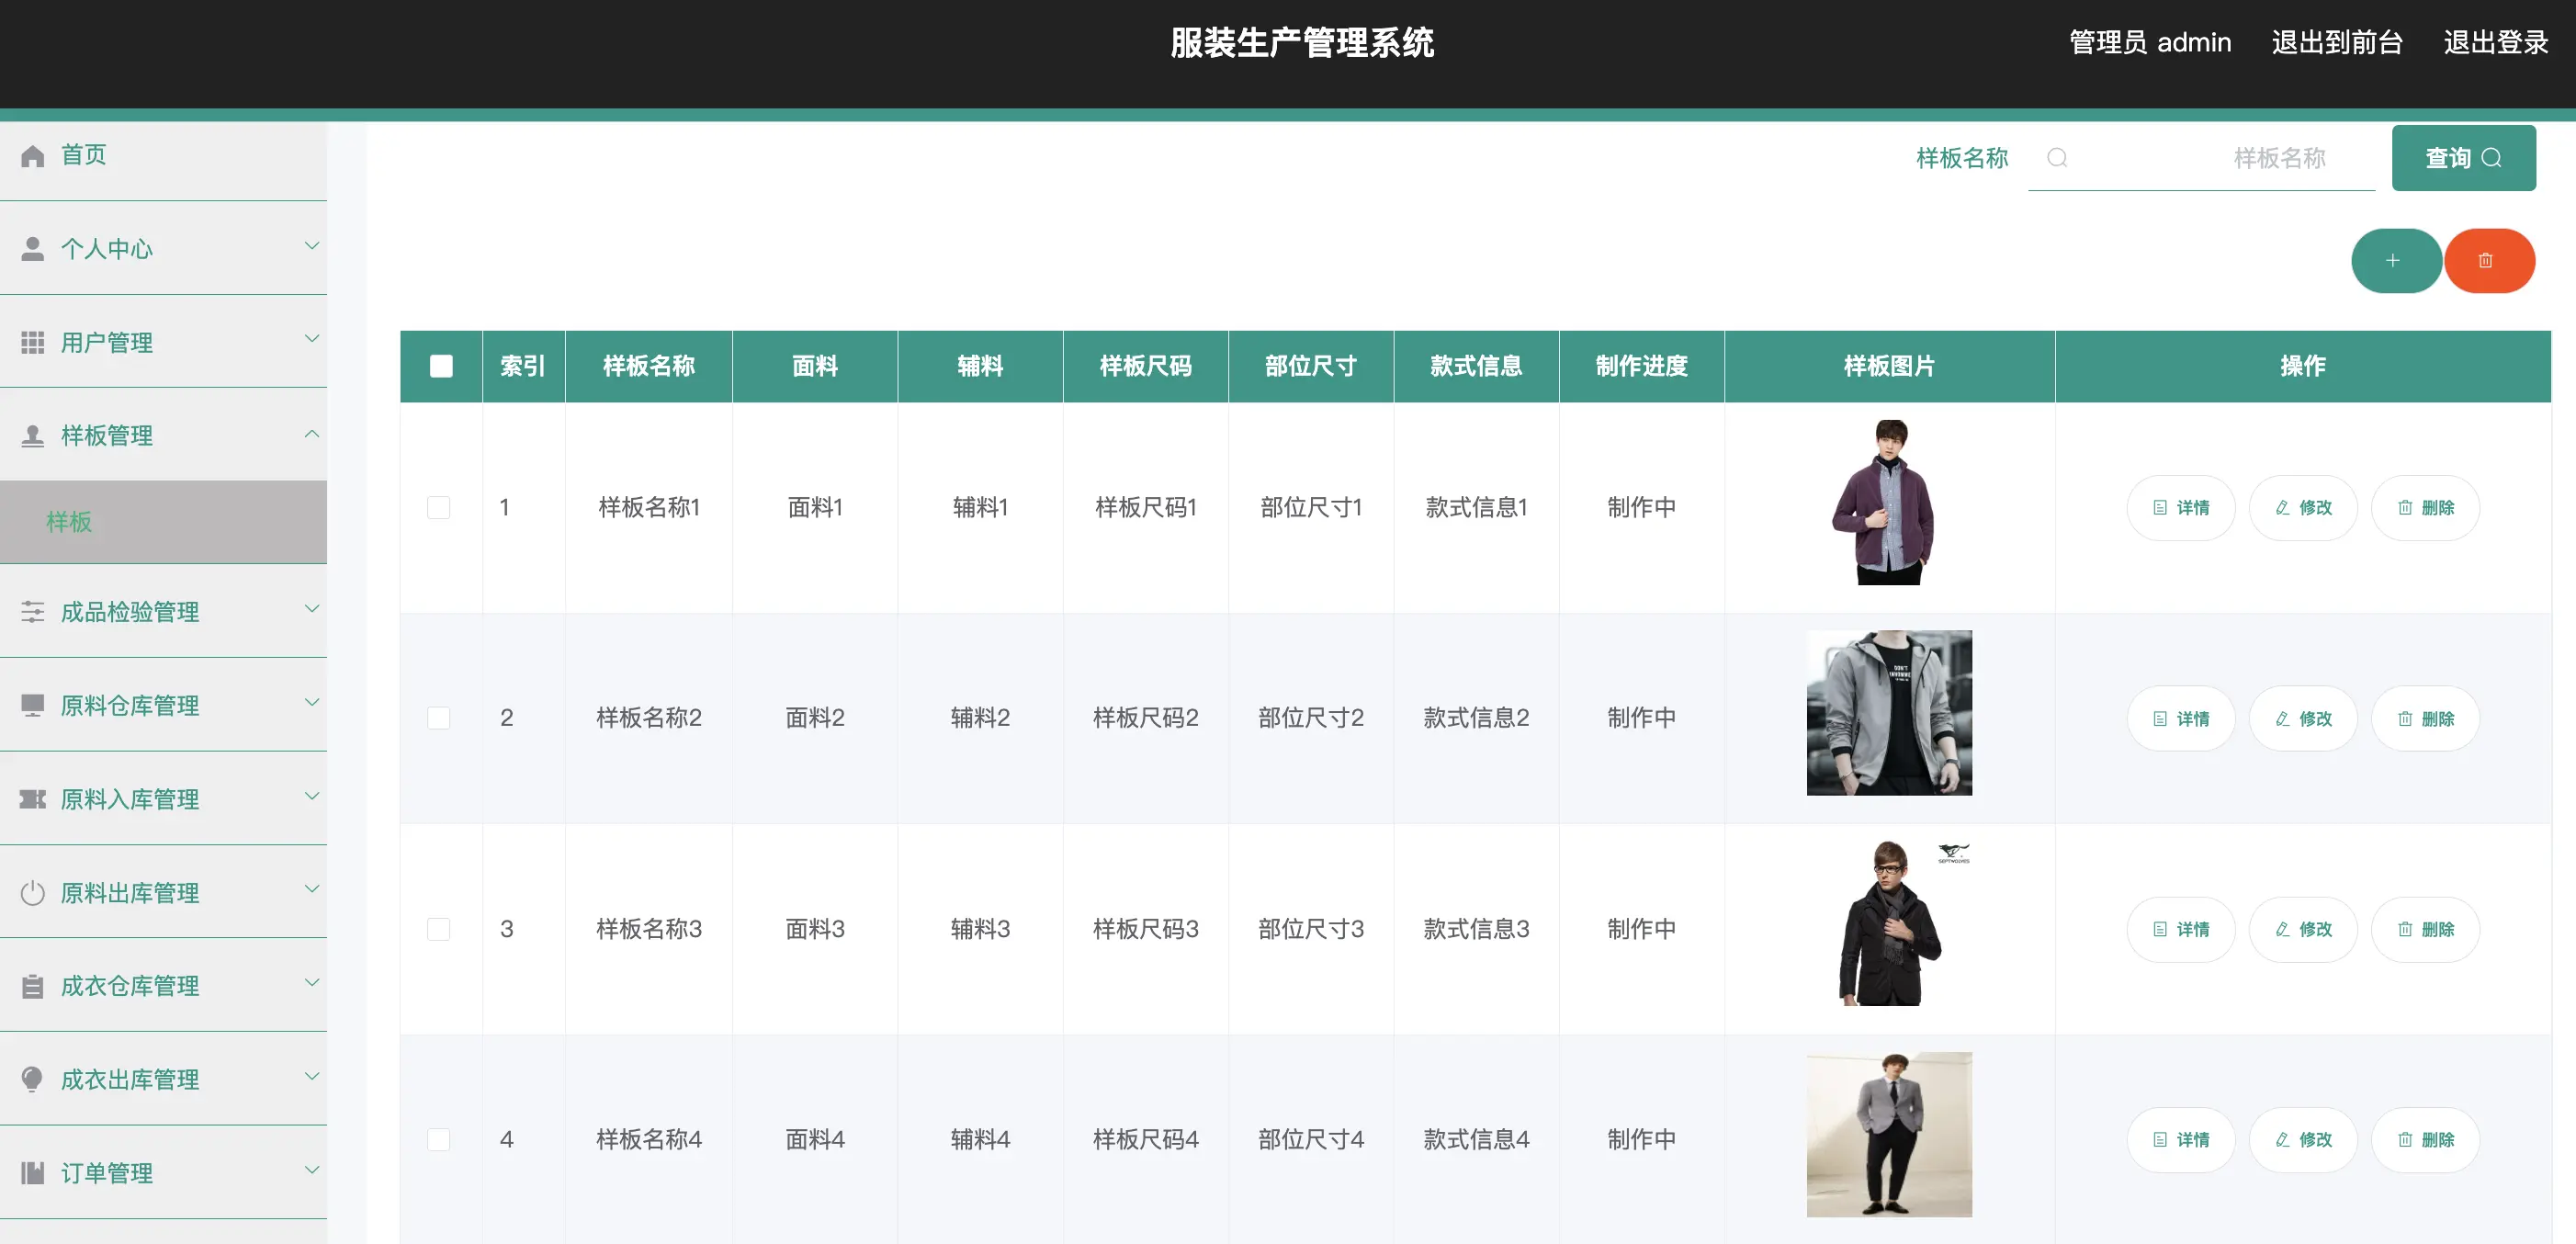 服装生产管理系统
管理员 admin 退出到前台 退出登录
首页
个人中心
用户管理
样板管理
样板
成品检验管理
原料仓库管理
原料入库管理
原料出库管理
成衣仓库管理
成衣出库管理
订单管理
样板名称 样板名称 查询
索引 样板名称 面料 辅料 样板尺码 部位尺寸 款式信息 制作进度 样板图片 操作
1 样板名称1 面料1 辅料1 样板尺码1 部位尺寸1 款式信息1 制作中 详情 修改 删除
2 样板名称2 面料2 辅料2 样板尺码2 部位尺寸2 款式信息2 制作中 详情 修改 删除
3 样板名称3 面料3 辅料3 样板尺码3 部位尺寸3 款式信息3 制作中 SEPTWOLVES 详情 修改 删除
4 样板名称4 面料4 辅料4 样板尺码4 部位尺寸4 款式信息4 制作中 详情 修改 删除